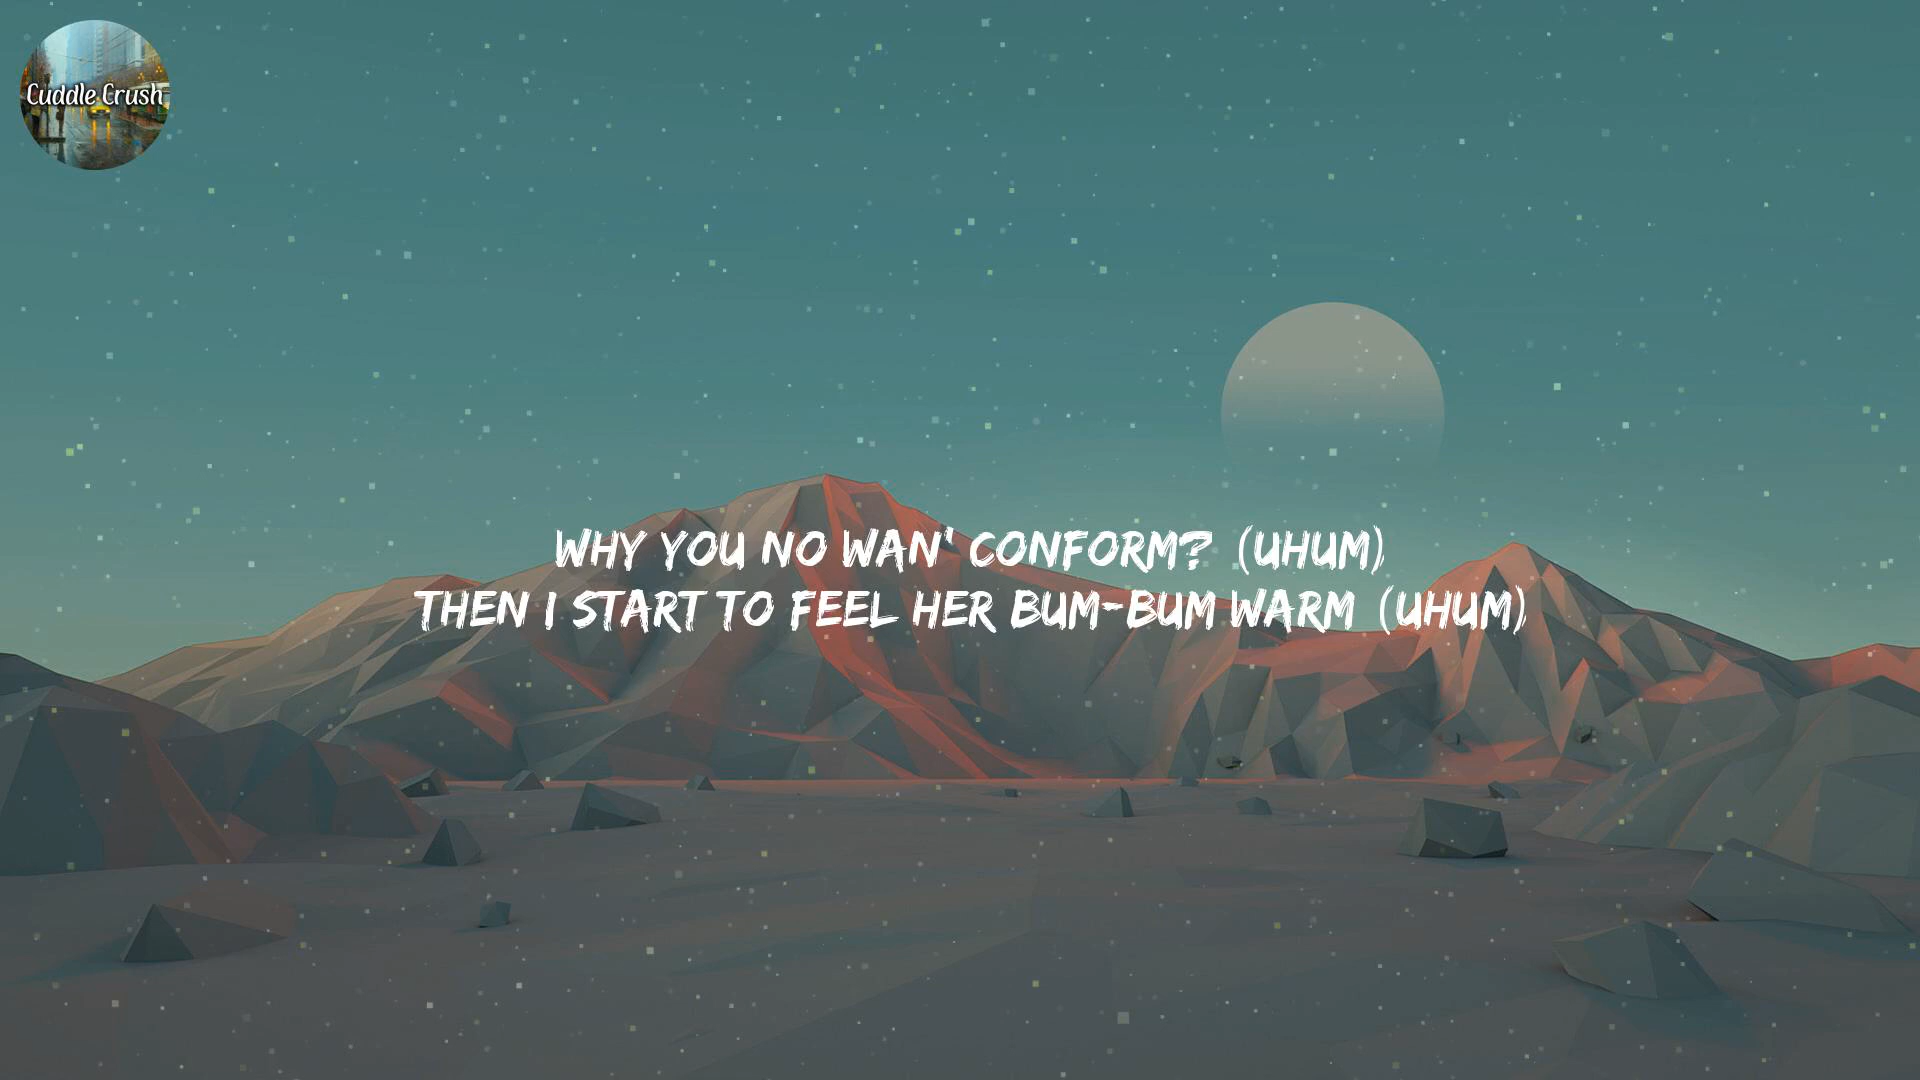 Cuddle Crush
WHY YOU NO WAN' CONFORM? (UHUM)
THEN I START TO FEEL HER BUM-BUM WARM (UHUM)